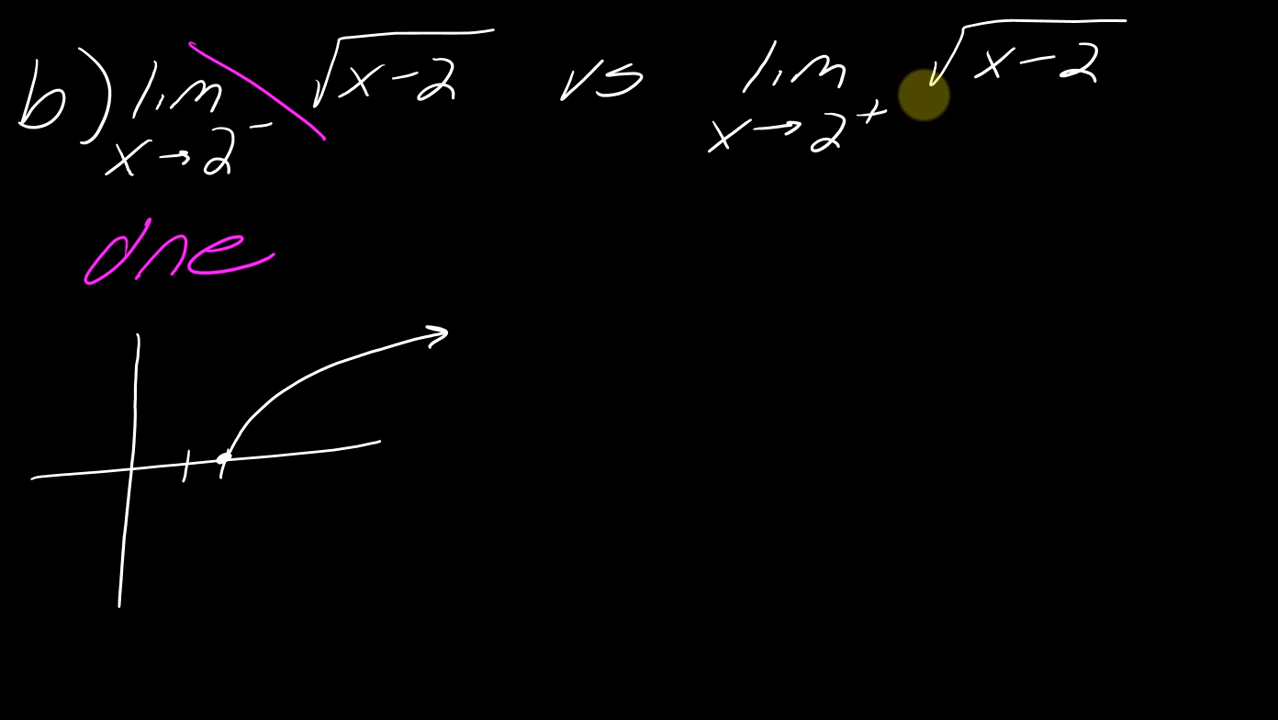 b) lim x→2⁻ √(x-2) vs lim x→2⁺ √(x-2)
dne